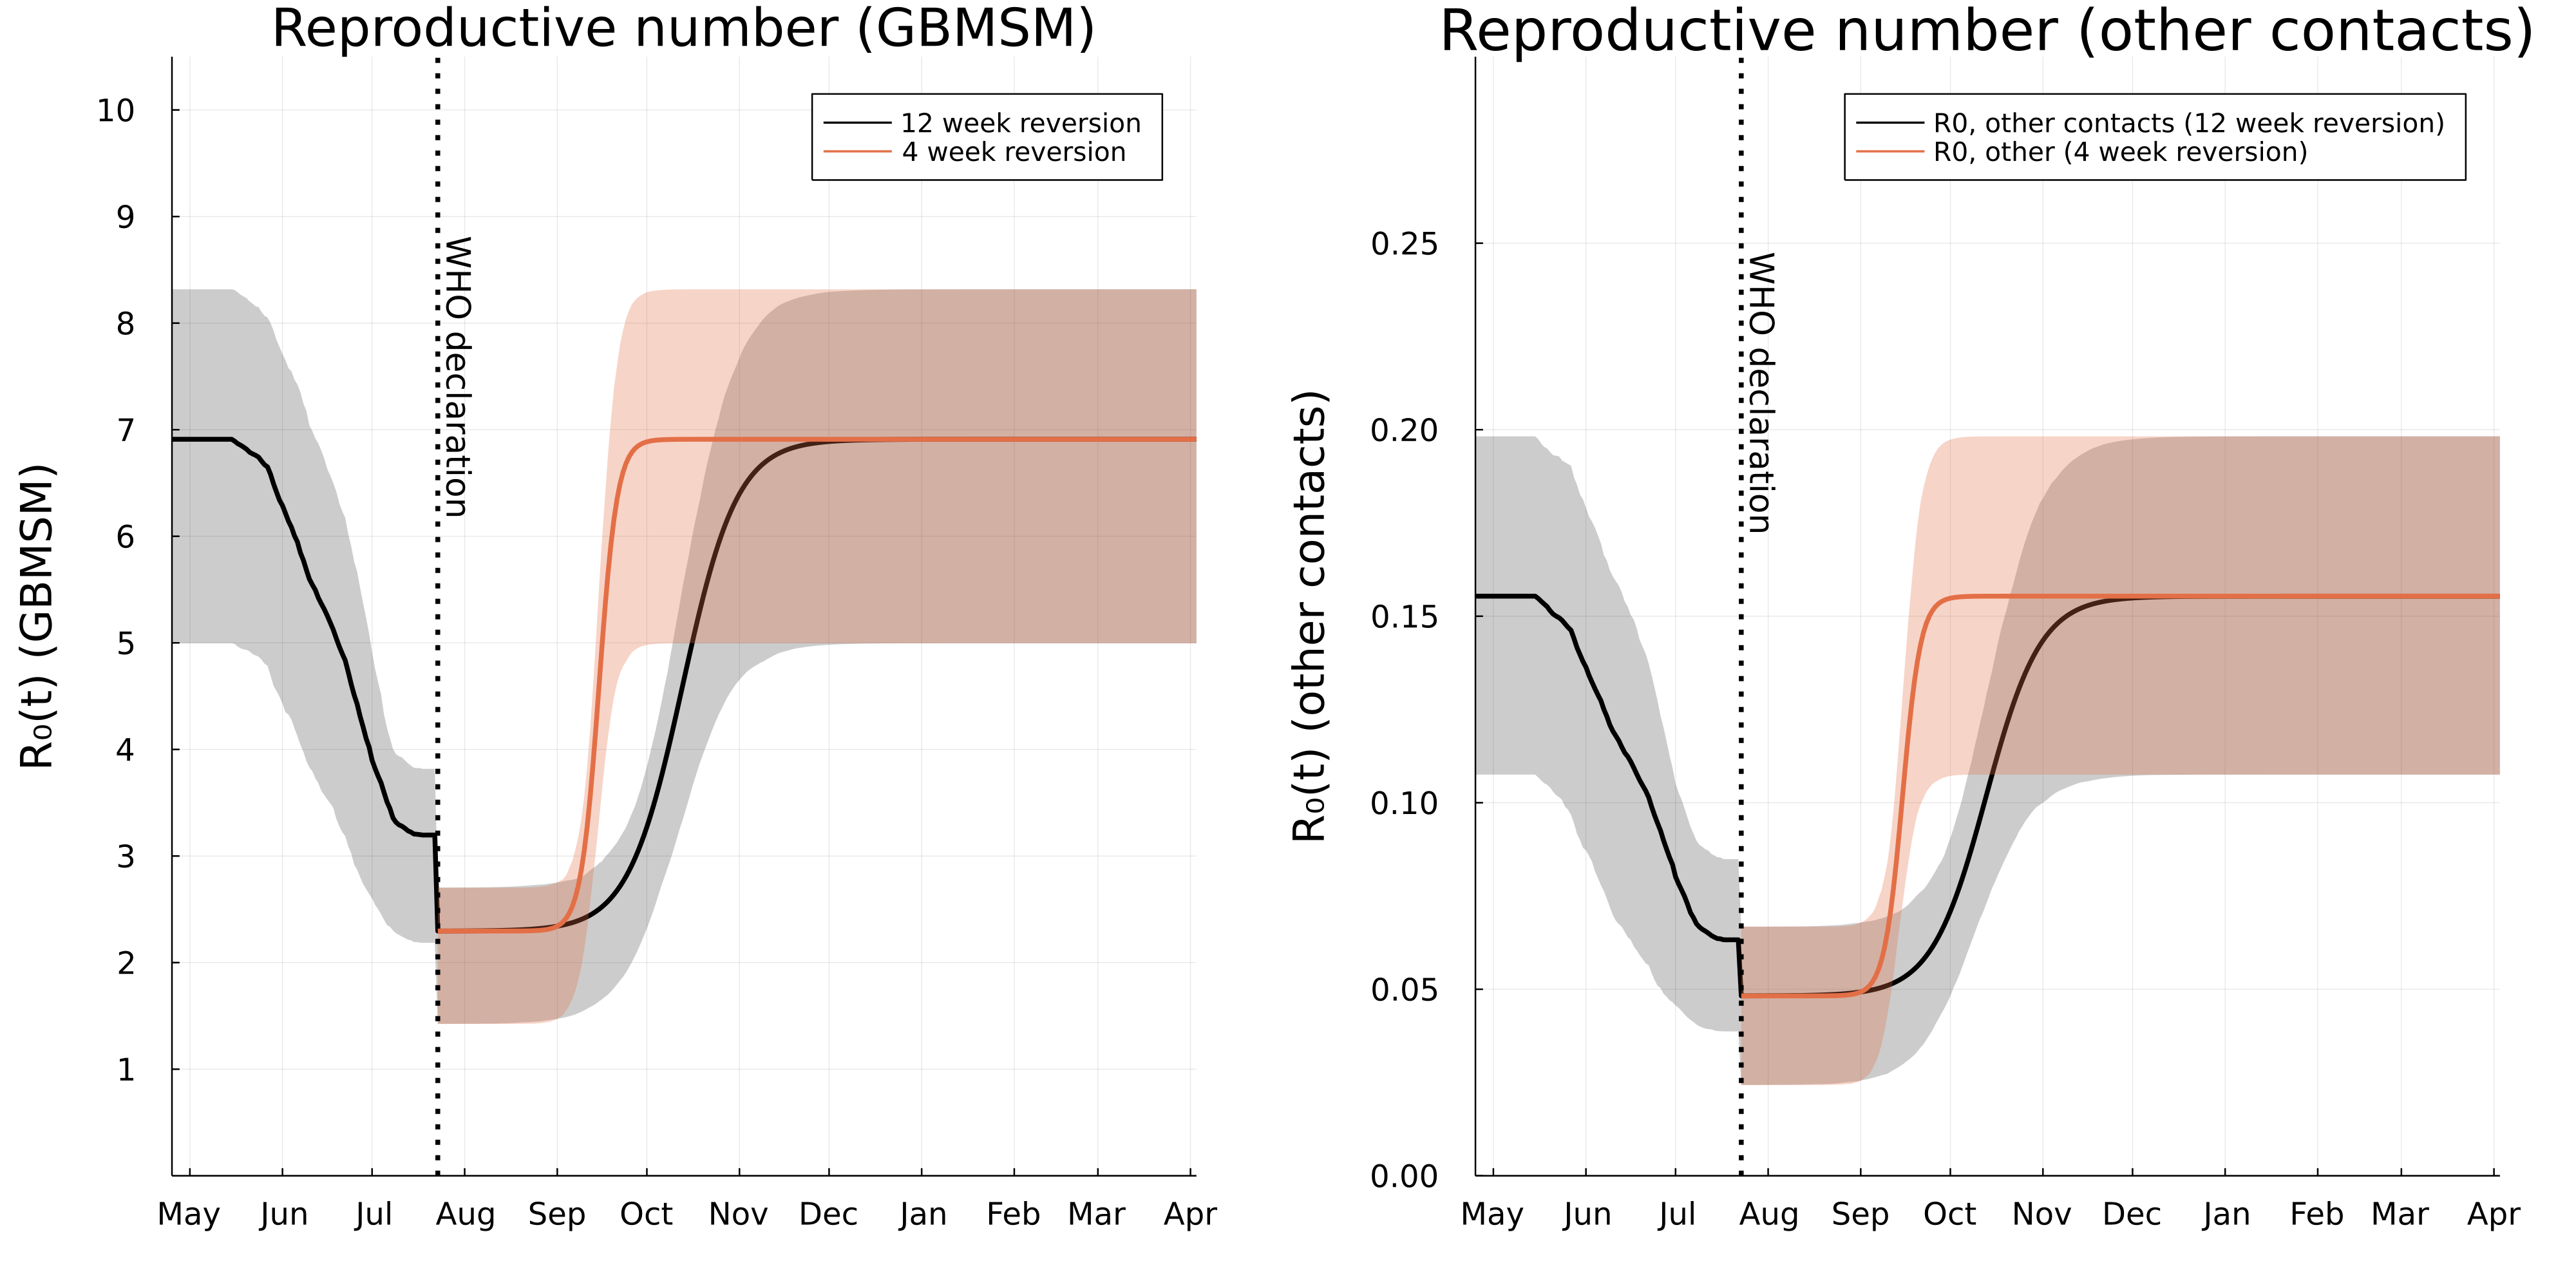 Reproductive number (GBMSM)
10
9
8
7
6
5
4
3
2
1
R₀(t) (GBMSM)
12 week reversion
4 week reversion
WHO declaration
May Jun Jul Aug Sep Oct Nov Dec Jan Feb Mar Apr
Reproductive number (other contacts)
0.25
0.20
0.15
0.10
0.05
0.00
R₀(t) (other contacts)
R0, other contacts (12 week reversion)
R0, other (4 week reversion)
WHO declaration
May Jun Jul Aug Sep Oct Nov Dec Jan Feb Mar Apr